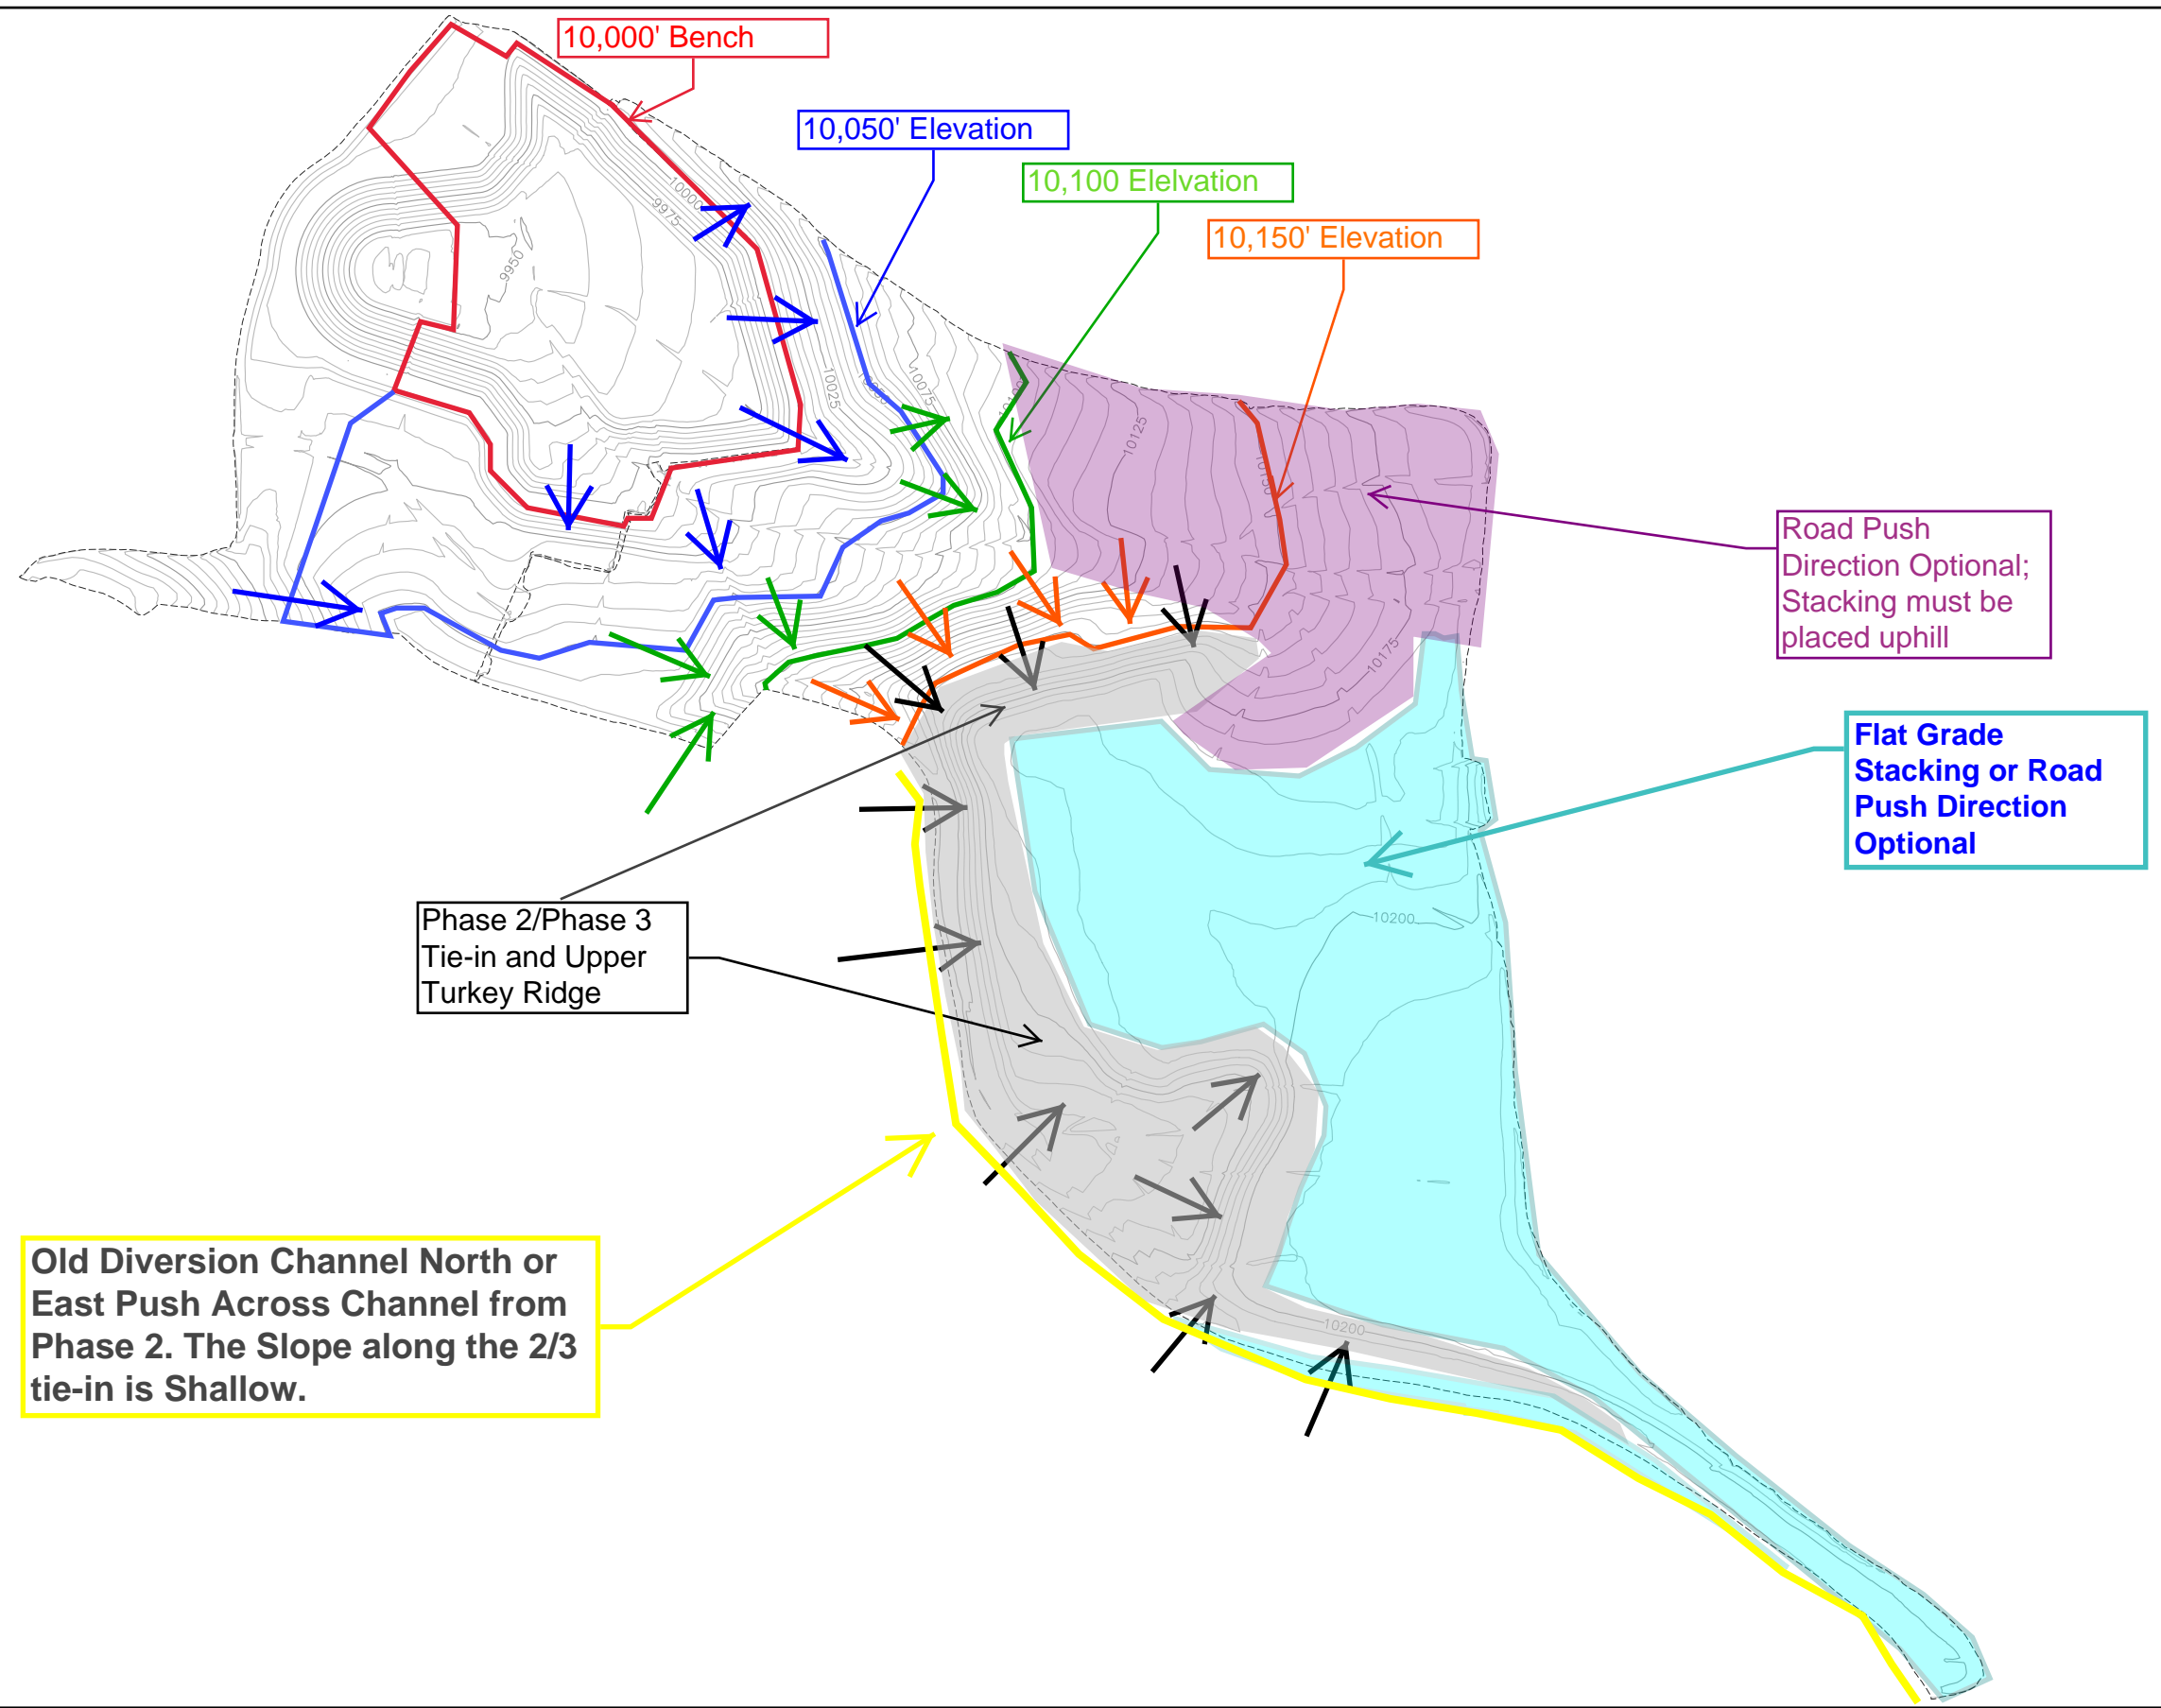 10,000' Bench
10,050' Elevation
10,100 Elelvation
10,150' Elevation
10000
9975
9950
10025
10050
10075
10100
10125
10150
10175
Road Push
Direction Optional;
Stacking must be
placed uphill
Flat Grade
Stacking or Road
Push Direction
Optional
10200
Phase 2/Phase 3
Tie-in and Upper
Turkey Ridge
Old Diversion Channel North or
East Push Across Channel from
Phase 2. The Slope along the 2/3
tie-in is Shallow.
10200